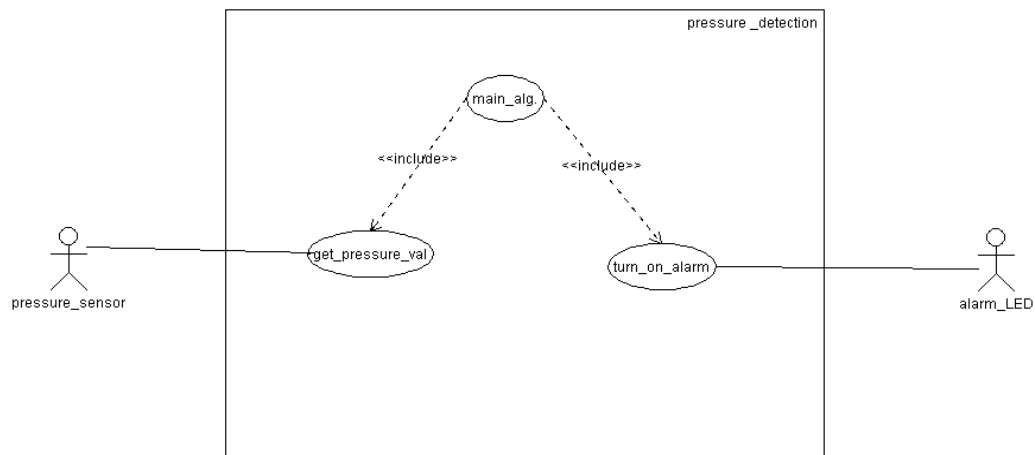 pressure _detection
main_alg.
<<include>>
<<include>>
get_pressure_val
turn_on_alarm
pressure_sensor
alarm_LED